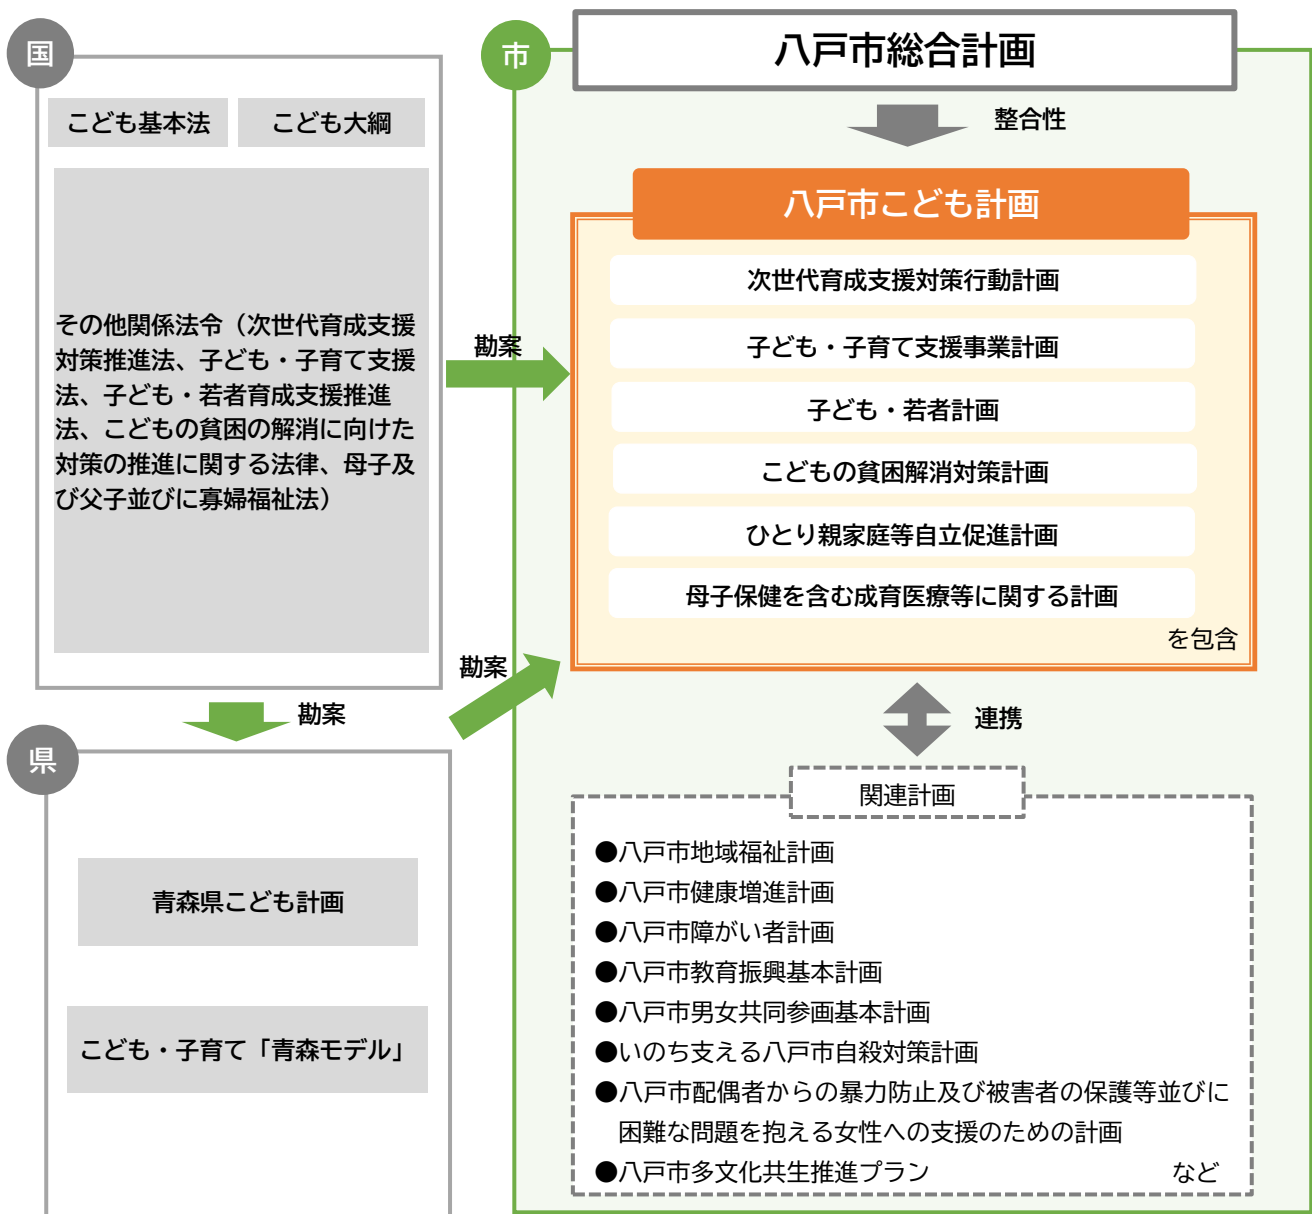 国
こども基本法
こども大綱
その他関係法令（次世代育成支援
対策推進法、子ども・子育て支援
法、子ども・若者育成支援推進
法、こどもの貧困の解消に向けた
対策の推進に関する法律、母子及
び父子並びに寡婦福祉法）
勘案
県
青森県こども計画
こども・子育て「青森モデル」
勘案
勘案
市
八戸市総合計画
整合性
八戸市こども計画
次世代育成支援対策行動計画
子ども・子育て支援事業計画
子ども・若者計画
こどもの貧困解消対策計画
ひとり親家庭等自立促進計画
母子保健を含む成育医療等に関する計画
を包含
連携
関連計画
●八戸市地域福祉計画
●八戸市健康増進計画
●八戸市障がい者計画
●八戸市教育振興基本計画
●八戸市男女共同参画基本計画
●いのち支える八戸市自殺対策計画
●八戸市配偶者からの暴力防止及び被害者の保護等並びに
困難な問題を抱える女性への支援のための計画
●八戸市多文化共生推進プラン など